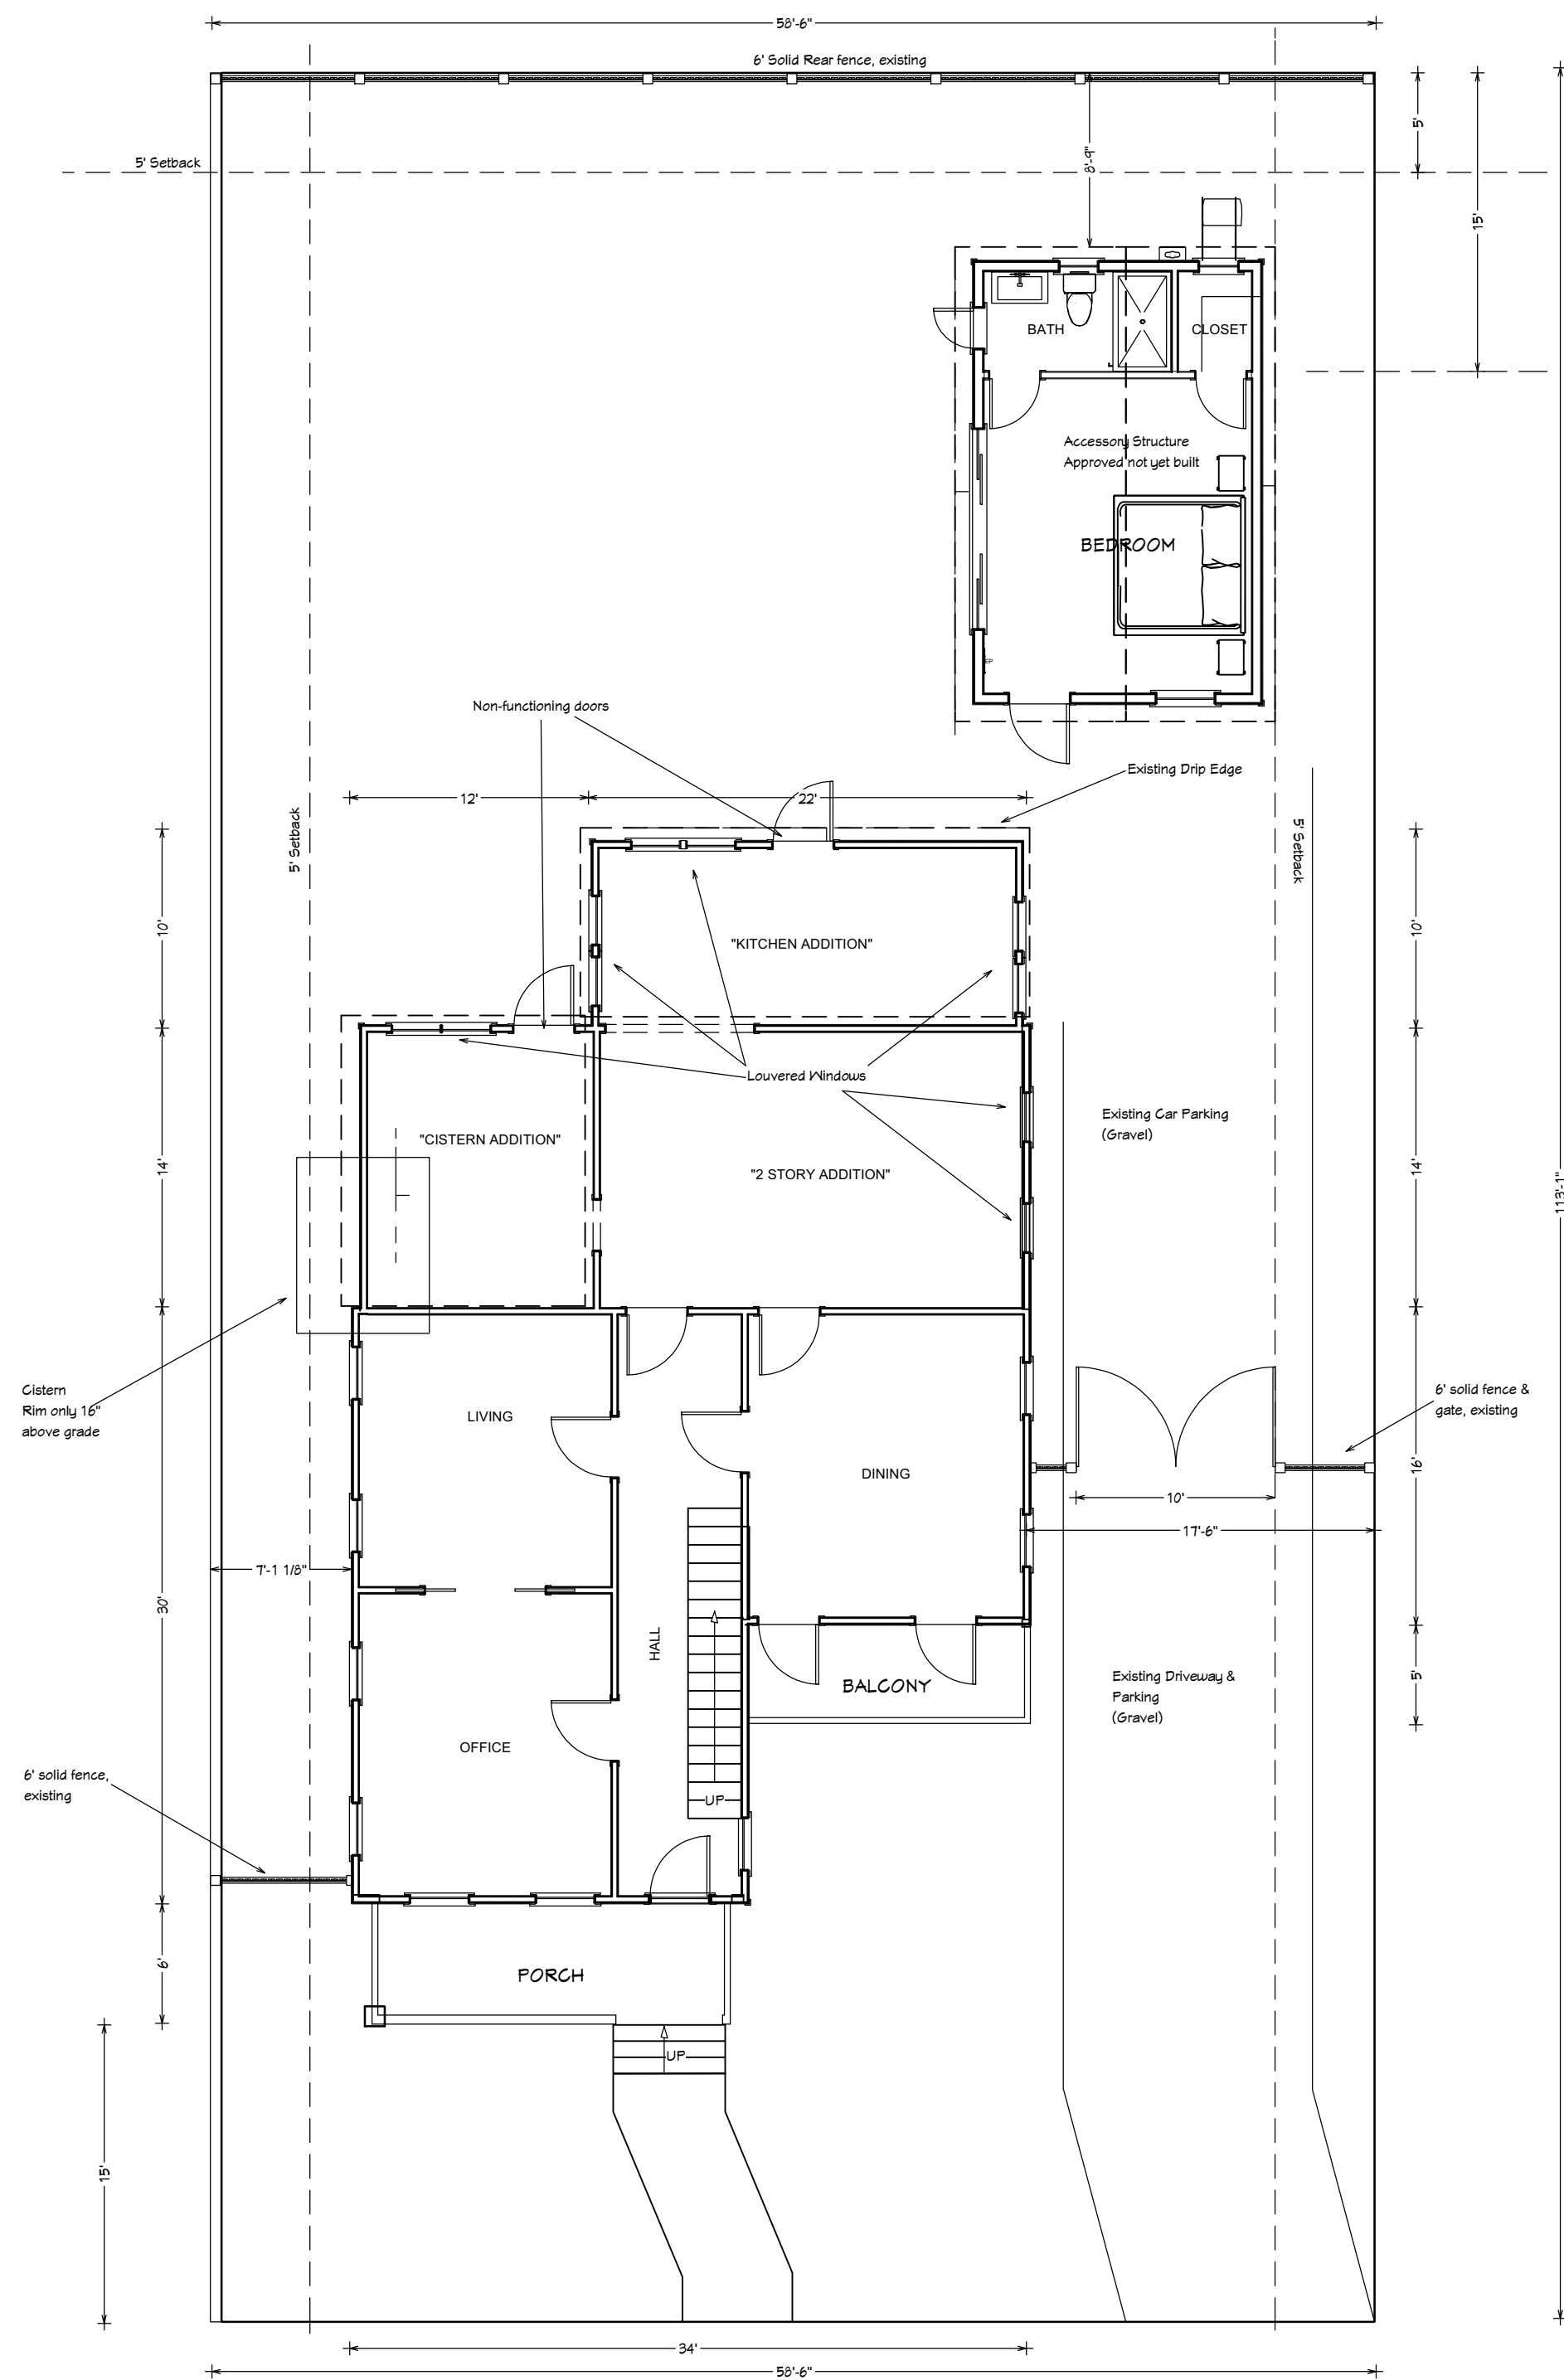 58'-6"
6' Solid Rear fence, existing
5'
5' Setback
8'-9"
15'
BATH
CLOSET
Accessory Structure
Approved not yet built
BEDROOM
Non-functioning doors
Existing Drip Edge
12'
22'
5' Setback
5' Setback
10'
10'
"KITCHEN ADDITION"
Louvered Windows
Existing Car Parking
(Gravel)
"CISTERN ADDITION"
14'
14'
"2 STORY ADDITION"
113'-1"
Cistern
Rim only 16"
above grade
LIVING
6' solid fence &
gate, existing
DINING
16'
10'
17'-6"
7'-1 1/8"
30'
HALL
5'
BALCONY
Existing Driveway &
Parking
(Gravel)
OFFICE
6' solid fence,
existing
UP
6'
PORCH
UP
15'
34'
58'-6"